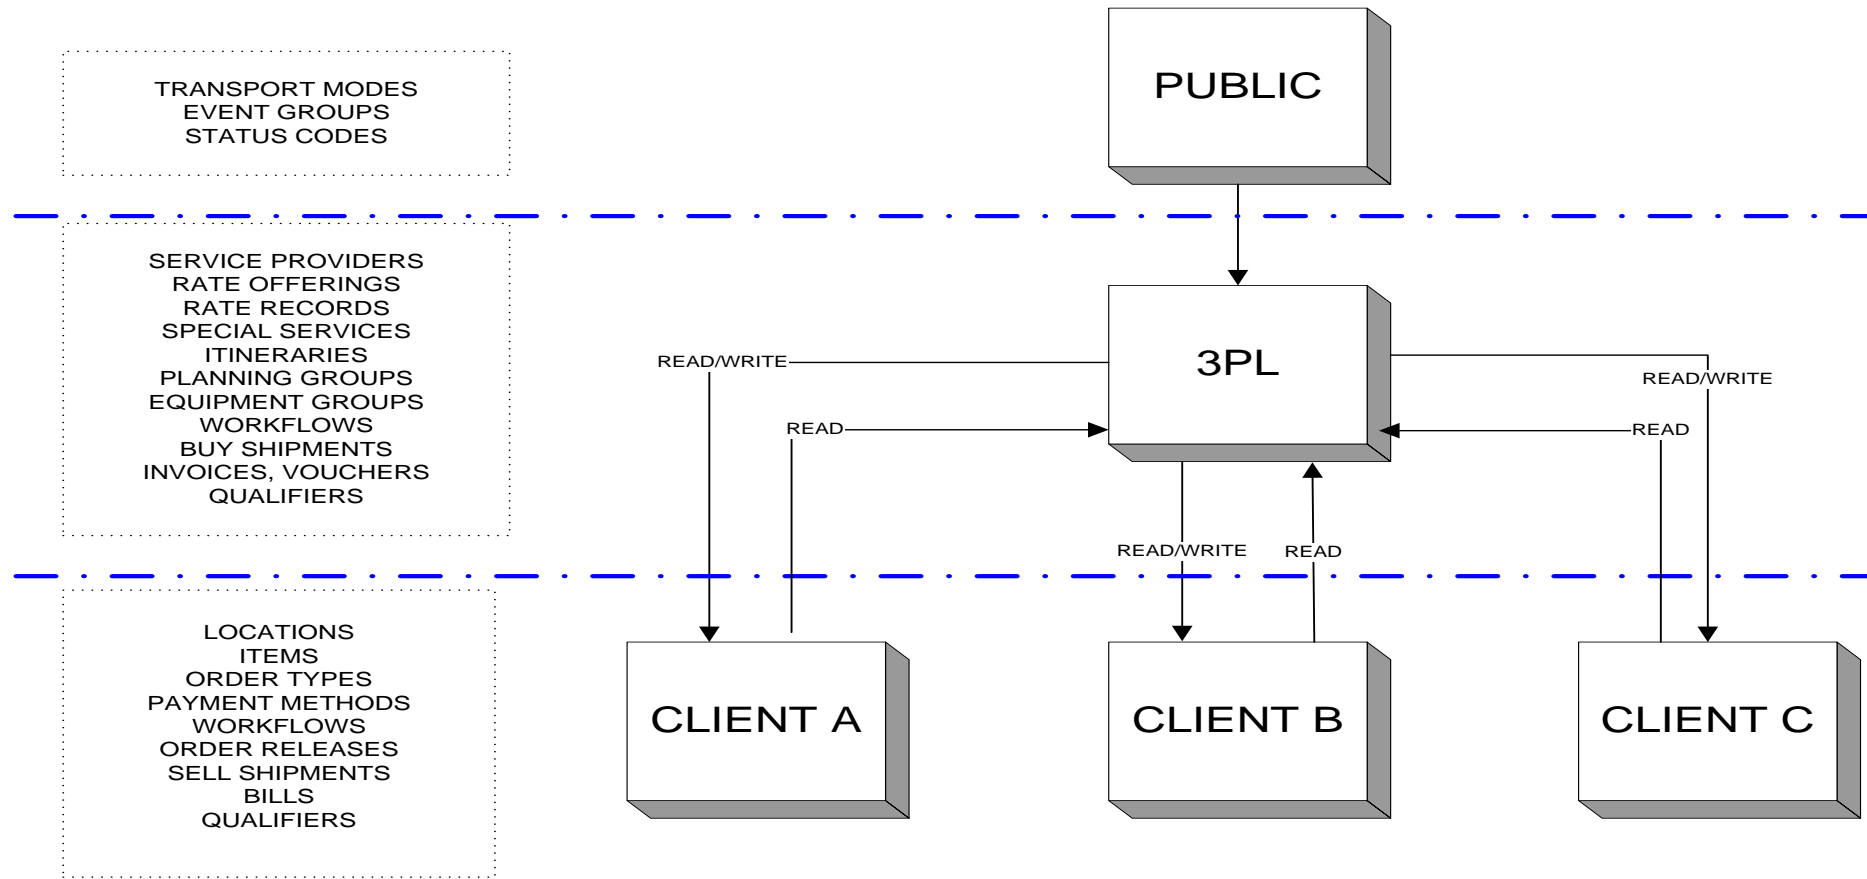 TRANSPORT MODES
EVENT GROUPS
STATUS CODES
PUBLIC
SERVICE PROVIDERS
RATE OFFERINGS
RATE RECORDS
SPECIAL SERVICES
ITINERARIES
PLANNING GROUPS
EQUIPMENT GROUPS
WORKFLOWS
BUY SHIPMENTS
INVOICES, VOUCHERS
QUALIFIERS
3PL
READ/WRITE
READ
READ/WRITE
READ
READ/WRITE
READ
LOCATIONS
ITEMS
ORDER TYPES
PAYMENT METHODS
WORKFLOWS
ORDER RELEASES
SELL SHIPMENTS
BILLS
QUALIFIERS
CLIENT A
CLIENT B
CLIENT C